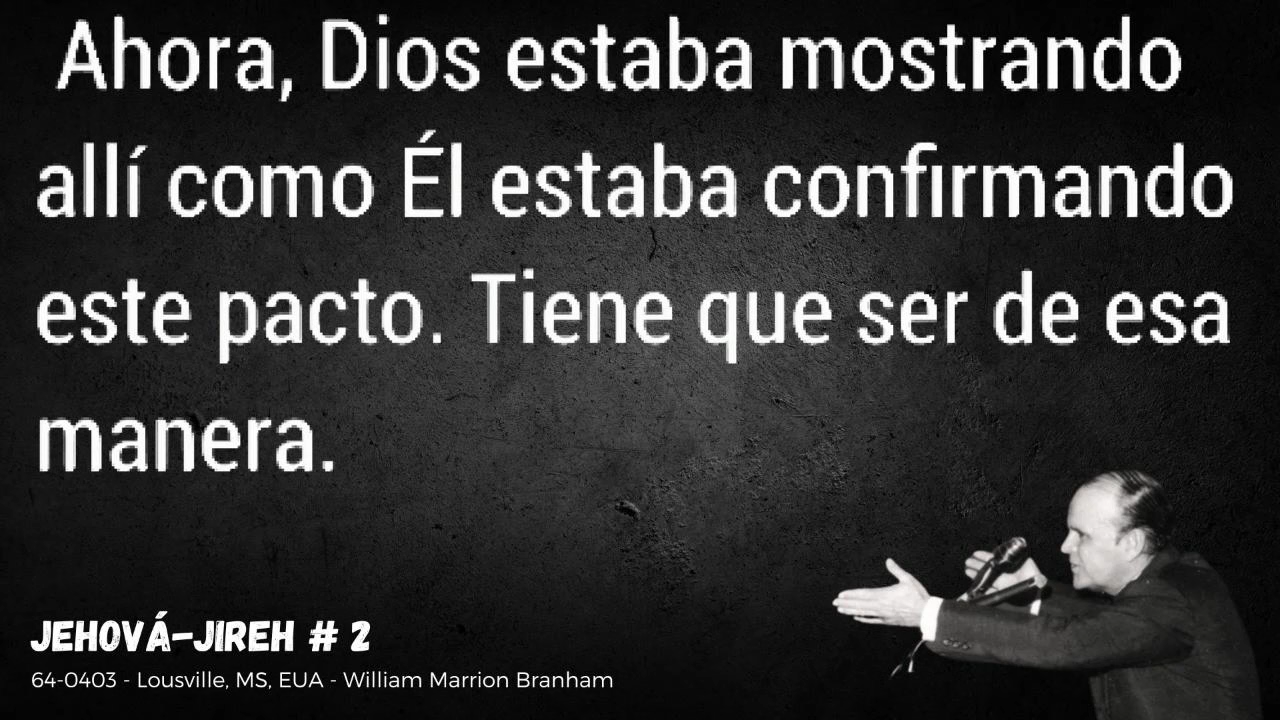 Ahora, Dios estaba mostrando
allí como Él estaba confirmando
este pacto. Tiene que ser de esa
manera.
JEHOVÁ-JIREH # 2
64-0403 - Lousville, MS, EUA - William Marrion Branham